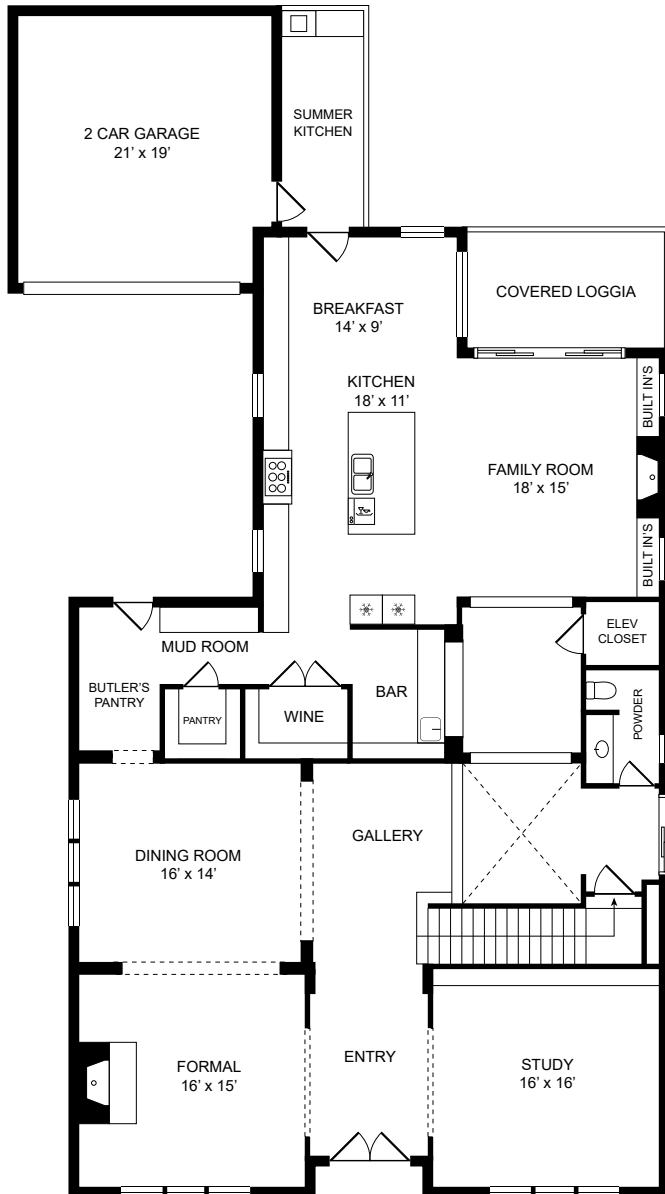 2 CAR GARAGE
21’ x 19’
SUMMER
KITCHEN
COVERED LOGGIA
BREAKFAST
14’ x 9’
KITCHEN
18’ x 11’
BUILT IN'S
FAMILY ROOM
18’ x 15’
BUILT IN'S
ELEV
CLOSET
MUD ROOM
BUTLER’S
PANTRY
PANTRY
WINE
BAR
POWDER
GALLERY
DINING ROOM
16’ x 14’
FORMAL
16’ x 15’
ENTRY
STUDY
16’ x 16’